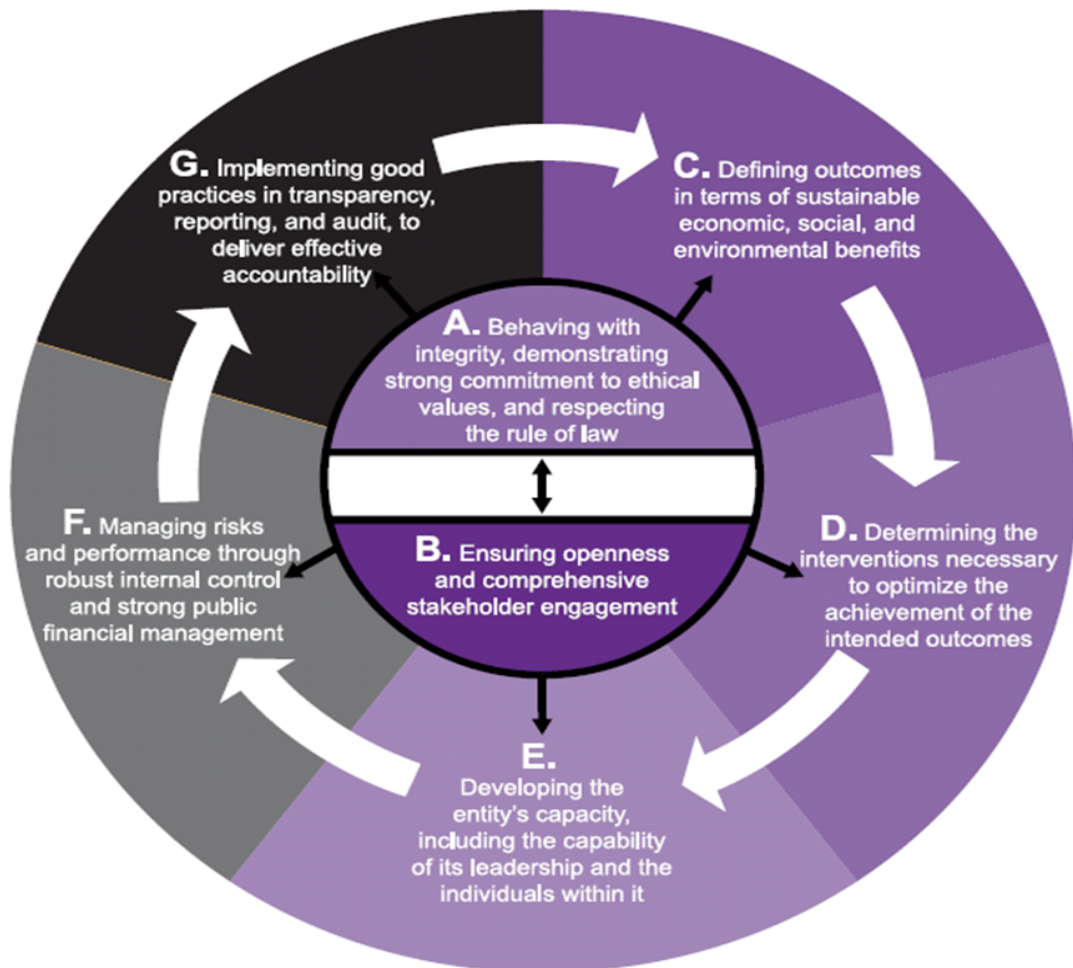 A. Behaving with
integrity, demonstrating
strong commitment to ethical
values, and respecting
the rule of law
B. Ensuring openness
and comprehensive
stakeholder engagement
C. Defining outcomes
in terms of sustainable
economic, social, and
environmental benefits
D. Determining the
interventions necessary
to optimize the
achievement of the
intended outcomes
E.
Developing the
entity's capacity,
including the capability
of its leadership and the
individuals within it
F. Managing risks
and performance through
robust internal control
and strong public
financial management
G. Implementing good
practices in transparency,
reporting, and audit, to
deliver effective
accountability